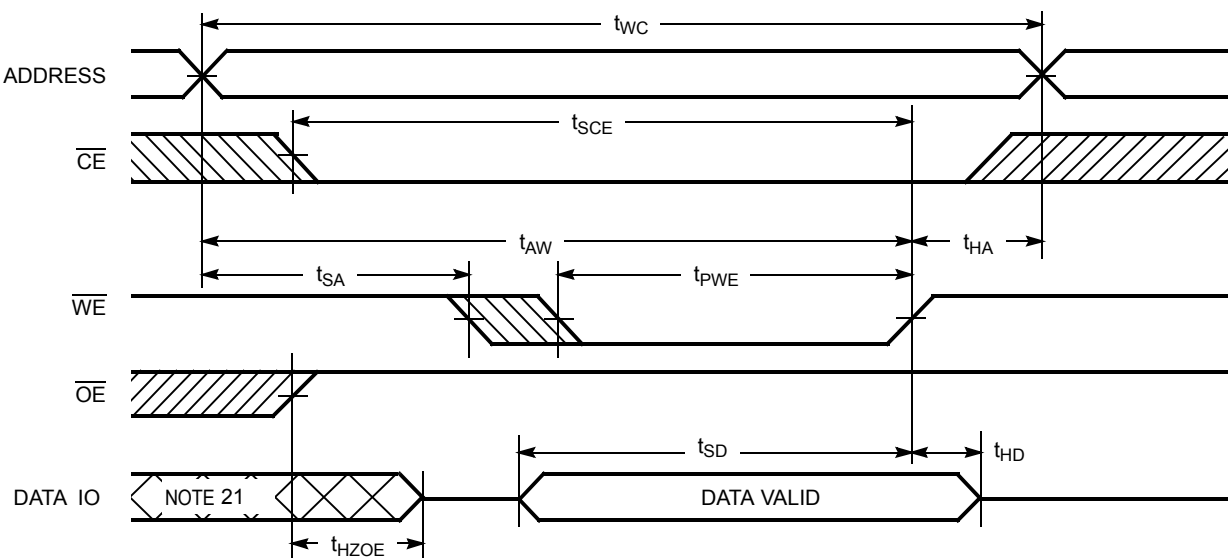 tWC
ADDRESS
tSCE
CE
tAW
tHA
tSA
tPWE
WE
OE
tSD
tHD
DATA IO
NOTE 21
DATA VALID
tHZOE